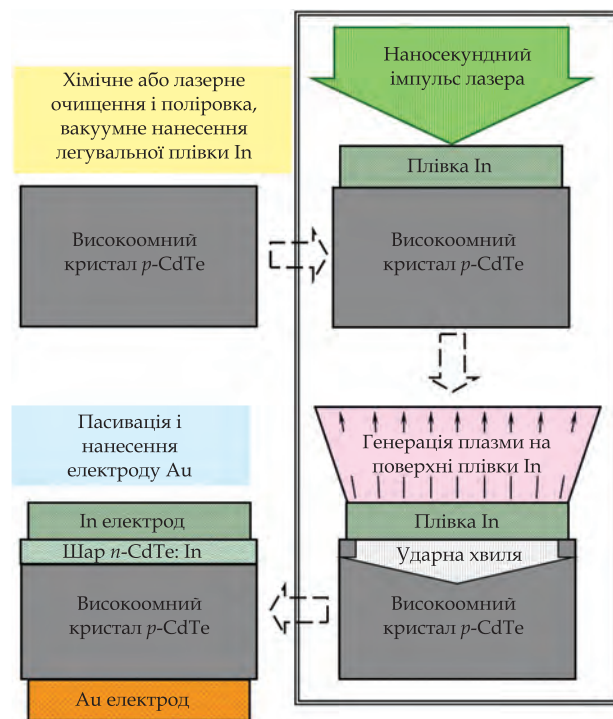 Хімічне або лазерне
очищення і поліровка,
вакуумне нанесення
легувальної плівки In
Високоомний
кристал p-CdTe
Наносекундний
імпульс лазера
Плівка In
Високоомний
кристал p-CdTe
Генерація плазми на
поверхні плівки In
Плівка In
Ударна хвиля
Високоомний
кристал p-CdTe
Пасивація і
нанесення
електроду Au
In електрод
Шар n-CdTe: In
Високоомний
кристал p-CdTe
Au електрод